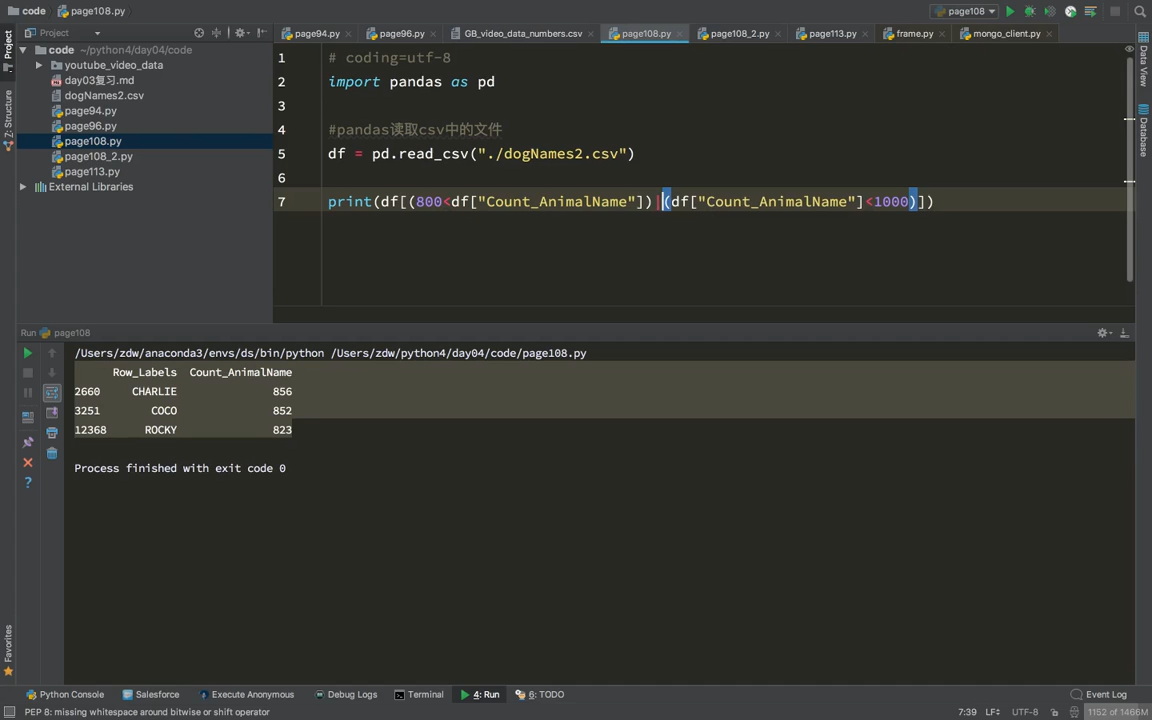 code page108.py page108
Project
code ~/python4/day04/code
youtube_video_data
day03复习.md
dogNames2.csv
page94.py
page96.py
page108.py
page108_2.py
page113.py
External Libraries
1: Project
Z: Structure
Favorites
page94.py page96.py GB_video_data_numbers.csv page108.py page108_2.py page113.py frame.py mongo_client.py
1 # coding=utf-8
2 import pandas as pd
3
4 #pandas读取csv中的文件
5 df = pd.read_csv("./dogNames2.csv")
6
7 print(df[(800<df["Count_AnimalName"])|(df["Count_AnimalName"]<1000)])
Data View
Database
Run page108
/Users/zdw/anaconda3/envs/ds/bin/python /Users/zdw/python4/day04/code/page108.py
Row_Labels Count_AnimalName
2660 CHARLIE 856
3251 COCO 852
12368 ROCKY 823
Process finished with exit code 0
Python Console Salesforce Execute Anonymous Debug Logs Terminal 4: Run 6: TODO Event Log
PEP 8: missing whitespace around bitwise or shift operator 7:39 LF UTF-8 1152 of 1466M